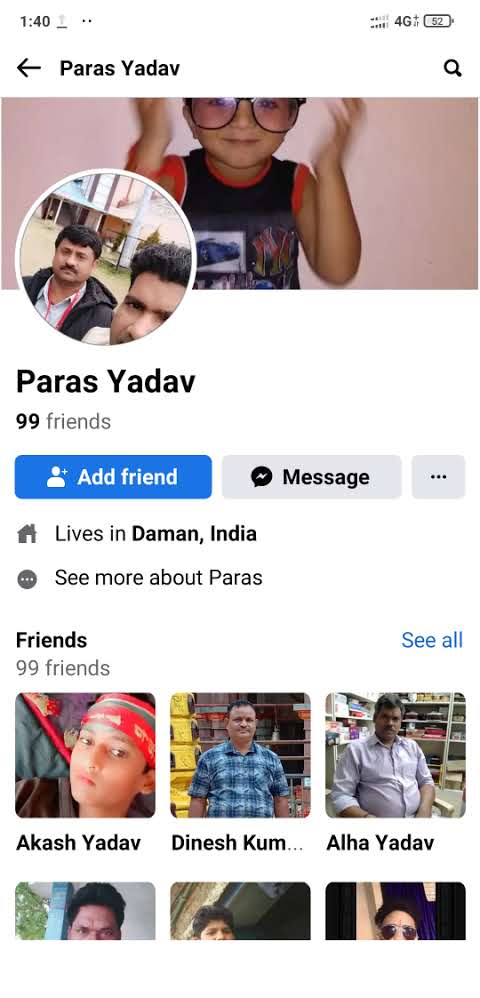 1:40
4G+
52
Paras Yadav
Paras Yadav
99 friends
Add friend
Message
Lives in Daman, India
See more about Paras
Friends
See all
99 friends
Akash Yadav
Dinesh Kum...
Alha Yadav